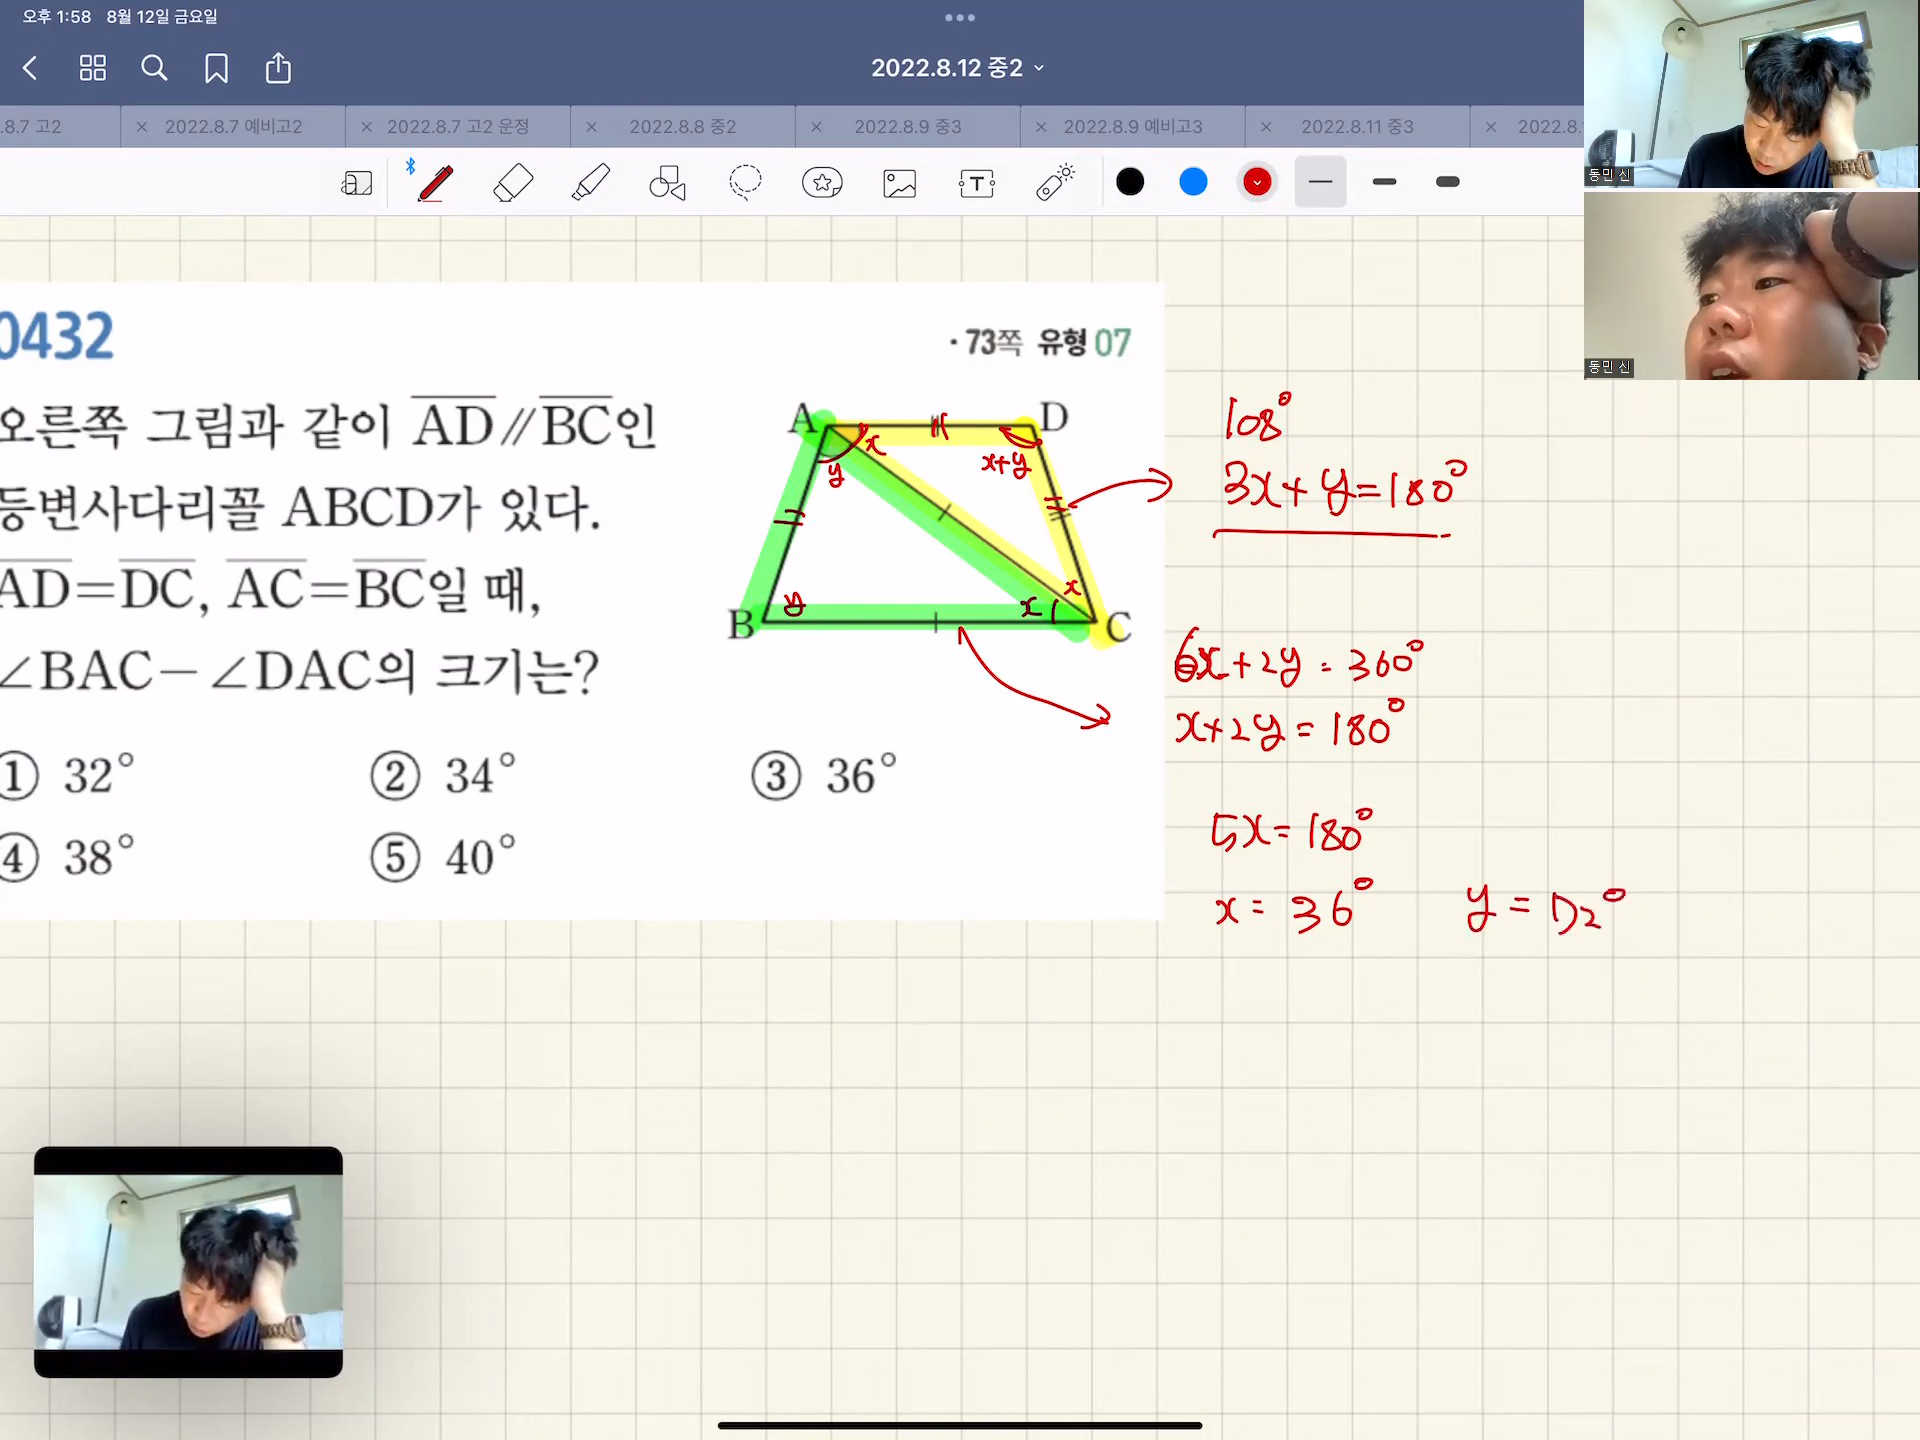 오후 1:58 8월 12일 금요일
2022.8.12 중2
.8.7 고2
2022.8.7 예비고2
2022.8.7 고2 운정
2022.8.8 중2
2022.8.9 중3
2022.8.9 예비고3
2022.8.11 중3
2022.8.
동민 신
동민 신
0432
· 73쪽 유형 07
오른쪽 그림과 같이 AD∥BC인
등변사다리꼴 ABCD가 있다.
AD=DC, AC=BC일 때,
∠BAC-∠DAC의 크기는?
① 32°
② 34°
③ 36°
④ 38°
⑤ 40°
A
D
x
y
x+y
B
y
x
x
C
108°
3x+y=180°
6x+2y=360°
x+2y=180°
5x=180°
x=36°
y=72°